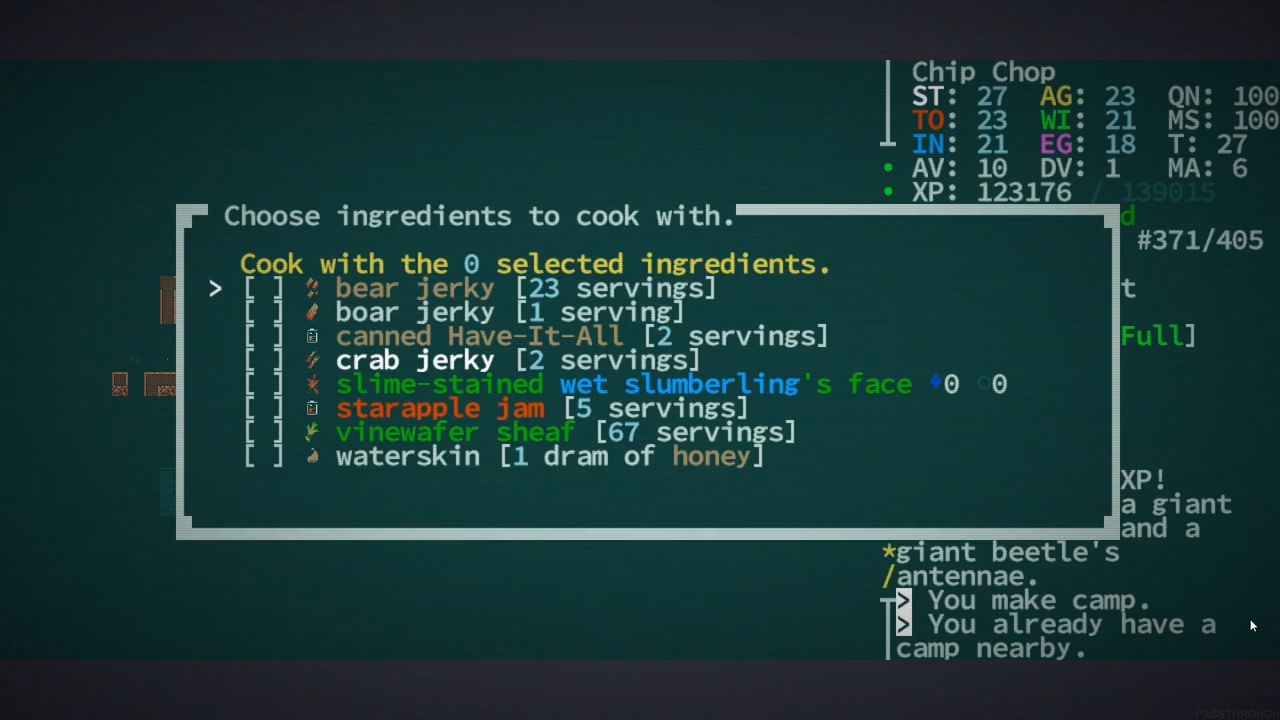 Chip Chop
ST: 27 AG: 23 QN: 100
TO: 23 WI: 21 MS: 100
IN: 21 EG: 18 T: 27
AV: 10 DV: 1 MA: 6
XP: 123176 / 139015
Choose ingredients to cook with.
d
#371/405
Cook with the 0 selected ingredients.
> [ ] bear jerky [23 servings]
t
[ ] boar jerky [1 serving]
[ ] canned Have-It-All [2 servings]
Full]
[ ] crab jerky [2 servings]
[ ] slime-stained wet slumberling's face ♦0 ○0
[ ] starapple jam [5 servings]
[ ] vinewafer sheaf [67 servings]
[ ] waterskin [1 dram of honey]
XP!
a giant
and a
*giant beetle's
/antennae.
> You make camp.
> You already have a
camp nearby.